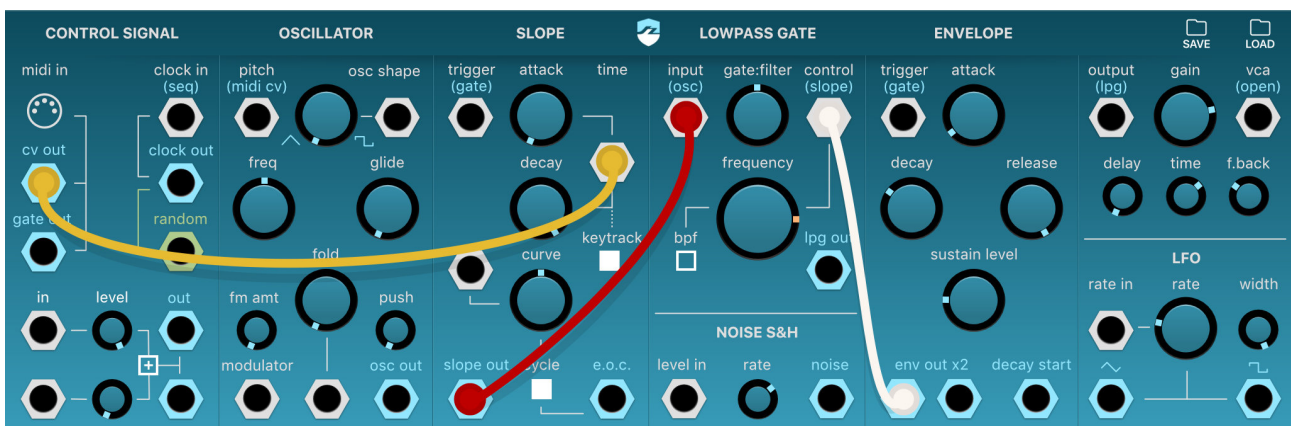 CONTROL SIGNAL
OSCILLATOR
SLOPE
LOWPASS GATE
ENVELOPE
SAVE
LOAD
midi in
clock in
(seq)
cv out
clock out
gate out
random
in
level
out
pitch
(midi cv)
osc shape
freq
glide
fold
fm amt
push
modulator
osc out
trigger
(gate)
attack
time
decay
keytrack
curve
slope out
cycle
e.o.c.
input
(osc)
gate:filter
control
(slope)
frequency
bpf
lpg out
NOISE S&H
level in
rate
noise
trigger
(gate)
attack
decay
release
sustain level
env out x2
decay start
output
(lpg)
gain
vca
(open)
delay
time
f.back
LFO
rate in
rate
width